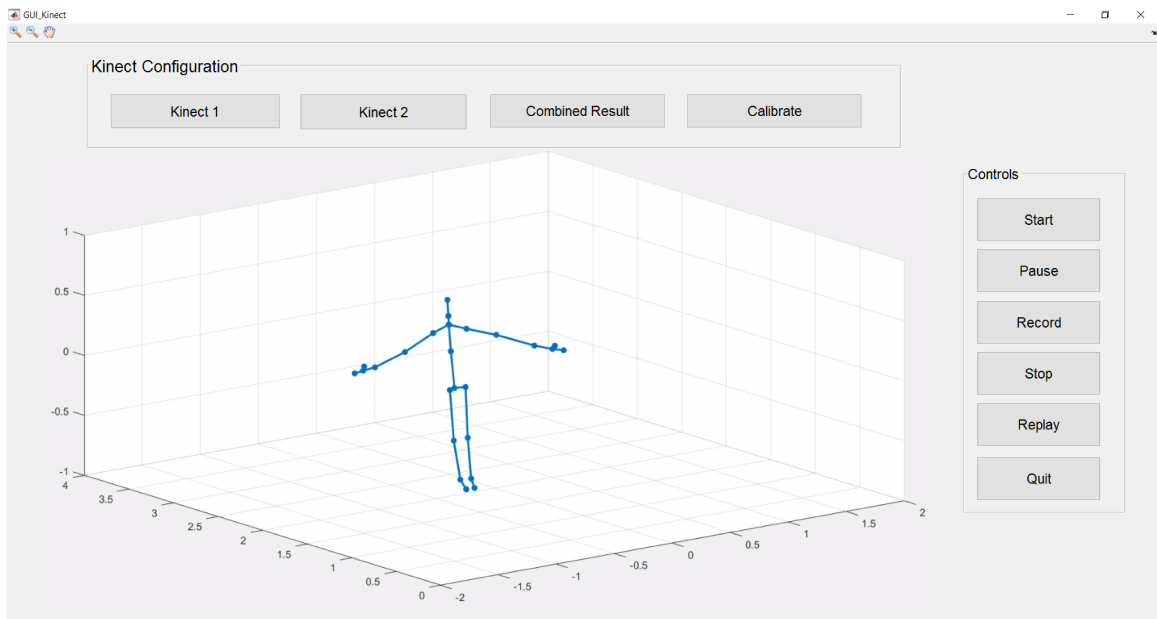 GUI_Kinect
Kinect Configuration
Kinect 1
Kinect 2
Combined Result
Calibrate
Controls
Start
Pause
Record
Stop
Replay
Quit
1
0.5
0
-0.5
-1
4
3.5
3
2.5
2
1.5
1
0.5
0
-2
-1.5
-1
-0.5
0
0.5
1
1.5
2